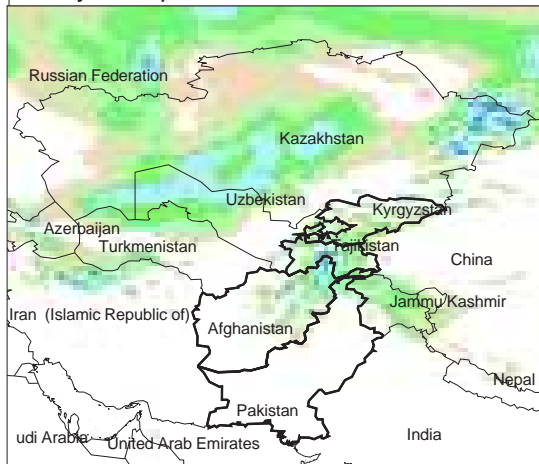 Russian Federation
Kazakhstan
Uzbekistan
Kyrgyzstan
Azerbaijan
Turkmenistan
Tajikistan
China
Jammu Kashmir
Iran (Islamic Republic of)
Afghanistan
Nepal
Pakistan
udi Arabia
United Arab Emirates
India